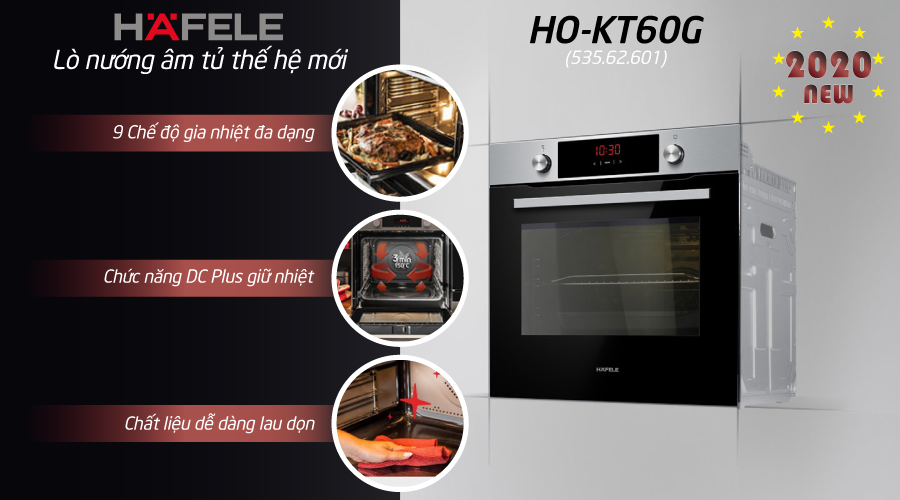 HÄFELE
Lò nướng âm tủ thế hệ mới
9 Chế độ gia nhiệt đa dạng
3 min
150°C
Chức năng DC Plus giữ nhiệt
Chất liệu dễ dàng lau dọn
HO-KT60G
(535.62.601)
2020
NEW
10:30
HÄFELE